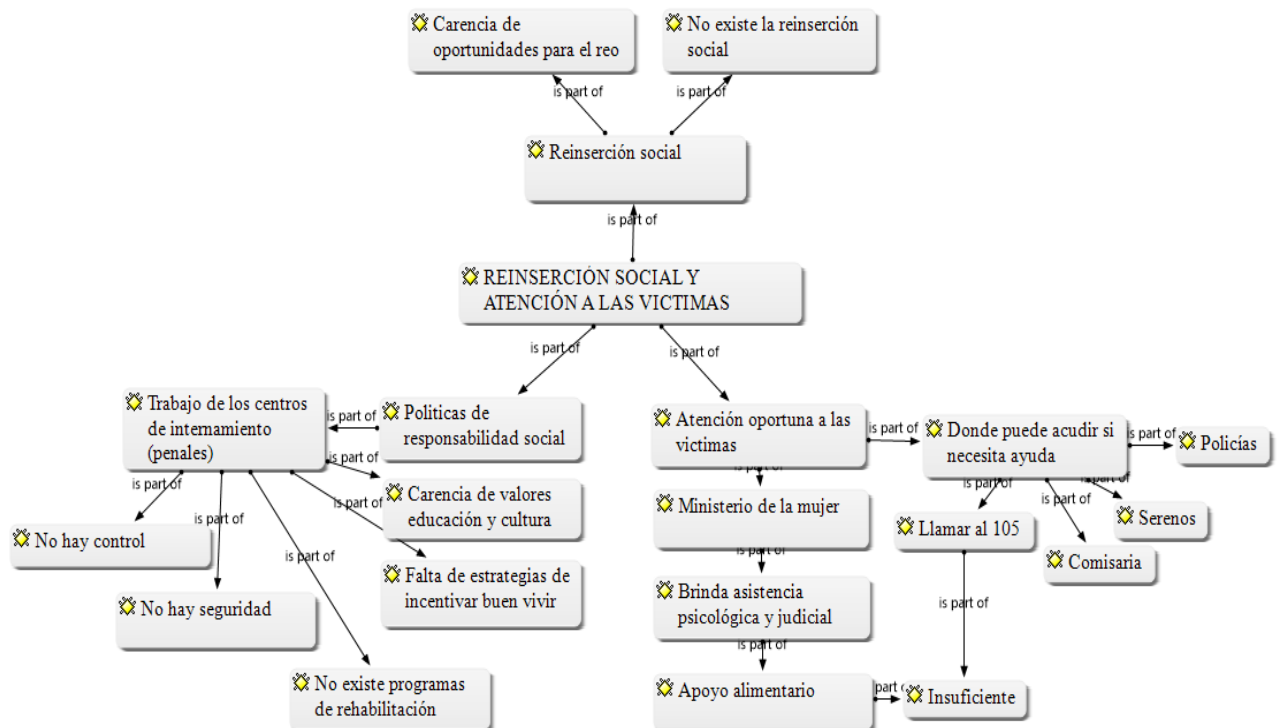 Carencia de
oportunidades para el reo
No existe la reinserción
social
is part of
is part of
Reinserción social
is part of
REINSERCIÓN SOCIAL Y
ATENCIÓN A LAS VICTIMAS
is part of
is part of
Trabajo de los centros
de internamiento
(penales)
is part of
Politicas de
responsabilidad social
Atención oportuna a las
victimas
is part of
Donde puede acudir si
necesita ayuda
is part of
Policías
is part of
is part of
is part of
is part of
is part of
is part of
Carencia de valores
educación y cultura
Ministerio de la mujer
Llamar al 105
Serenos
No hay control
is part of
is part of
is part of
is part of
Comisaria
Falta de estrategias de
incentivar buen vivir
Brinda asistencia
psicológica y judicial
No hay seguridad
is part of
is part of
No existe programas
de rehabilitación
Apoyo alimentario
part
Insuficiente